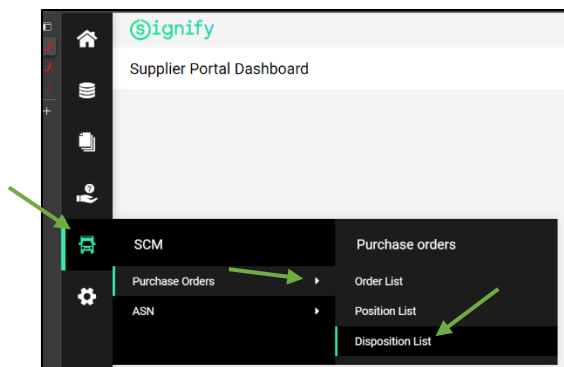 Signify
Supplier Portal Dashboard
?
SCM
Purchase orders
Purchase Orders
Order List
ASN
Position List
Disposition List